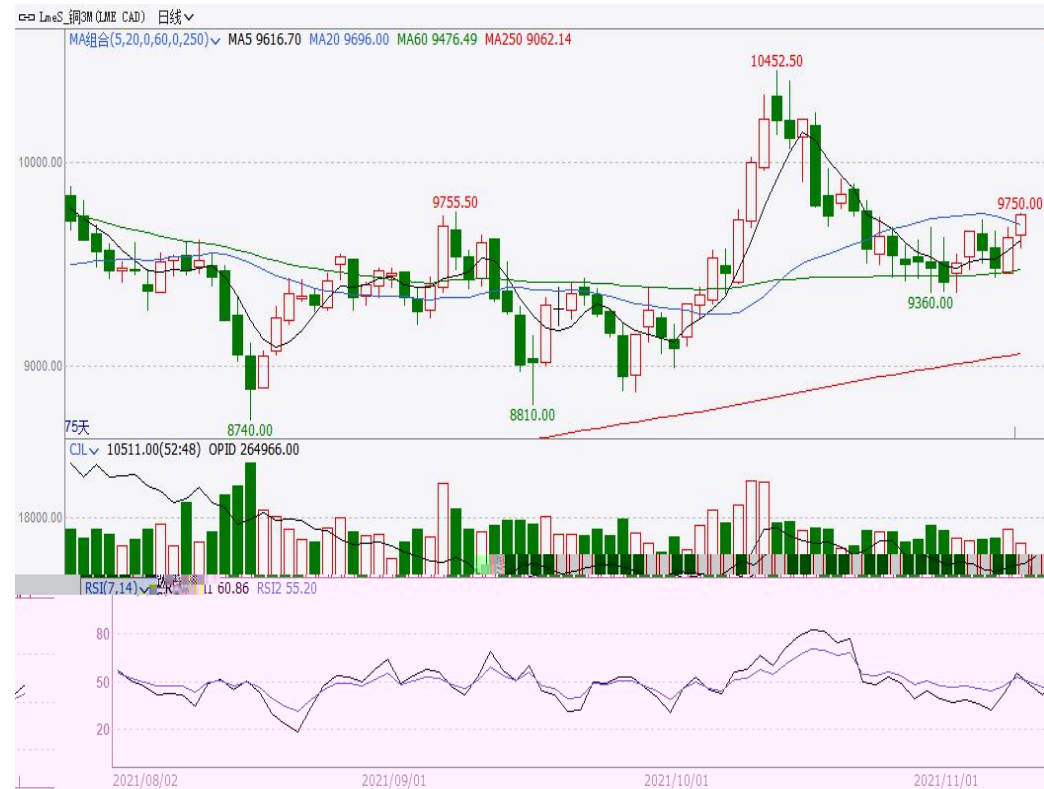 LmeS_铜3M(LME CAD) 日线
MA组合(5,20,0,60,0,250) MA5 9616.70 MA20 9696.00 MA60 9476.49 MA250 9062.14
10452.50
10000.00
9755.50
9750.00
9360.00
9000.00
8810.00
75天
8740.00
CJL 10511.00(52:48) OPID 264966.00
18000.00
RSI(7,14) 60.86 RSI2 55.20
80
50
20
2021/08/02 2021/09/01 2021/10/01 2021/11/01